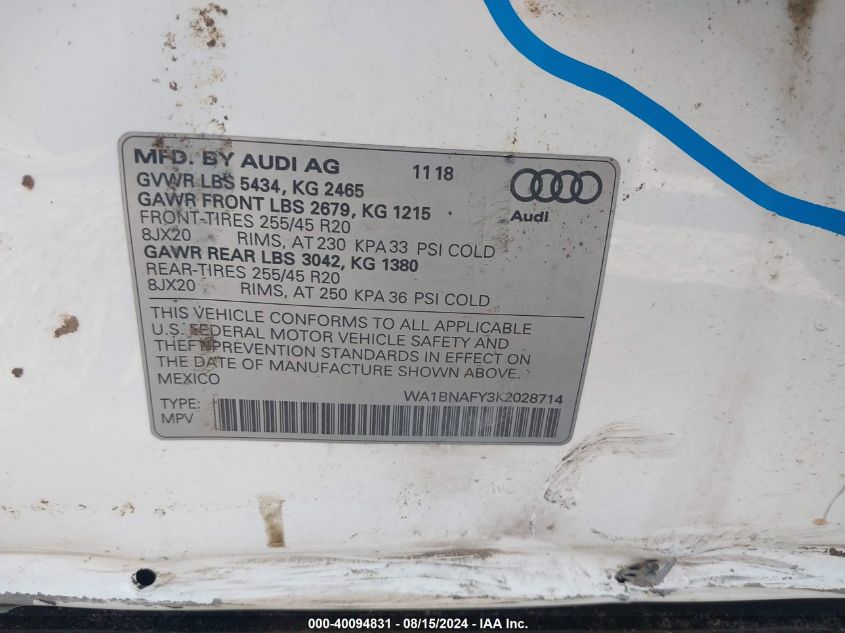 MFD. BY AUDI AG 11 18
GVWR LBS 5434, KG 2465
GAWR FRONT LBS 2679, KG 1215
Audi
FRONT-TIRES 255/45 R20
8JX20 RIMS, AT 230 KPA 33 PSI COLD
GAWR REAR LBS 3042, KG 1380
REAR-TIRES 255/45 R20
8JX20 RIMS, AT 250 KPA 36 PSI COLD
THIS VEHICLE CONFORMS TO ALL APPLICABLE
U.S. FEDERAL MOTOR VEHICLE SAFETY AND
THEFT PREVENTION STANDARDS IN EFFECT ON
THE DATE OF MANUFACTURE SHOWN ABOVE.
MEXICO WA1BNAFY3K2028714
TYPE:
MPV
000-40094831 - 08/15/2024 - IAA Inc.